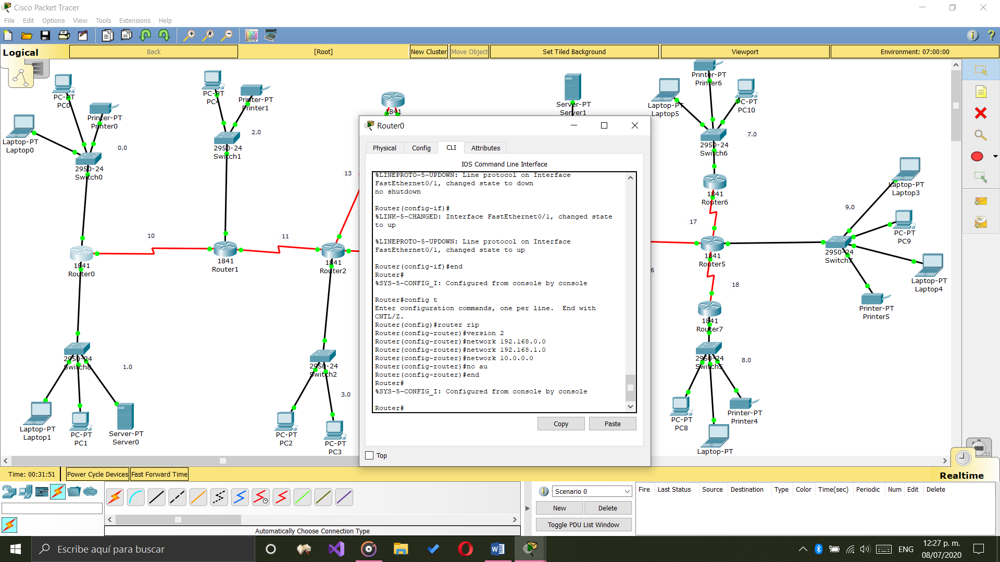 Cisco Packet Tracer
File Edit Options View Tools Extensions Help
Logical
Back
[Root]
New Cluster
Move Object
Set Tiled Background
Viewport
Environment: 07:00:00
PC-PT
PC0
Printer-PT
Printer0
Laptop-PT
Laptop0
2950-24
Switch0
0.0
PC-PT
PC4
Printer-PT
Printer1
2950-24
Switch1
2.0
1841
13
Server-PT
Server1
Printer-PT
Printer6
Laptop-PT
Laptop5
PC-PT
PC10
2950-24
Switch6
7.0
1841
Router6
17
Laptop-PT
Laptop3
9.0
PC-PT
PC9
2950-24
Switch7
Laptop-PT
Laptop4
Printer-PT
Printer5
1841
Router5
6
18
1841
Router7
2950-24
Switch5
8.0
PC-PT
PC8
Printer-PT
Printer4
Laptop-PT
10
11
1841
Router0
1841
Router1
1841
Router2
2950-24
Switch8
1.0
Laptop-PT
Laptop1
PC-PT
PC1
Server-PT
Server0
2950-24
Switch2
3.0
PC-PT
PC2
PC-PT
PC3
Router0
Physical Config CLI Attributes
IOS Command Line Interface
%LINEPROTO-5-UPDOWN: Line protocol on Interface
FastEthernet0/1, changed state to down
no shutdown
Router(config-if)#
%LINK-5-CHANGED: Interface FastEthernet0/1, changed state
to up
%LINEPROTO-5-UPDOWN: Line protocol on Interface
FastEthernet0/1, changed state to up
Router(config-if)#end
Router#
%SYS-5-CONFIG_I: Configured from console by console
Router#config t
Enter configuration commands, one per line.  End with
CNTL/Z.
Router(config)#router rip
Router(config-router)#version 2
Router(config-router)#network 192.168.0.0
Router(config-router)#network 192.168.1.0
Router(config-router)#network 10.0.0.0
Router(config-router)#no au
Router(config-router)#end
Router#
%SYS-5-CONFIG_I: Configured from console by console
Router#
Copy Paste
Top
Time: 00:31:51
Power Cycle Devices
Fast Forward Time
Realtime
Scenario 0
New Delete
Toggle PDU List Window
Fire Last Status Source Destination Type Color Time(sec) Periodic Num Edit Delete
Automatically Choose Connection Type
Escribe aquí para buscar
ENG
12:27 p. m.
08/07/2020